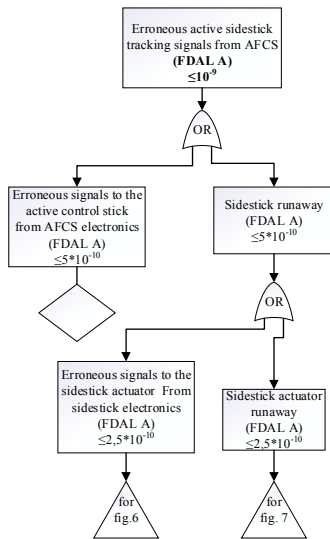 Erroneous active sidestick
tracking signals from AFCS
(FDAL A)
≤10⁻⁹
OR
Erroneous signals to the
active control stick
from AFCS electronics
(FDAL A)
≤5*10⁻¹⁰
Sidestick runaway
(FDAL A)
≤5*10⁻¹⁰
OR
Erroneous signals to the
sidestick actuator From
sidestick electronics
(FDAL A)
≤2,5*10⁻¹⁰
Sidestick actuator
runaway
(FDAL A)
≤2,5*10⁻¹⁰
for
fig.6
for
fig. 7